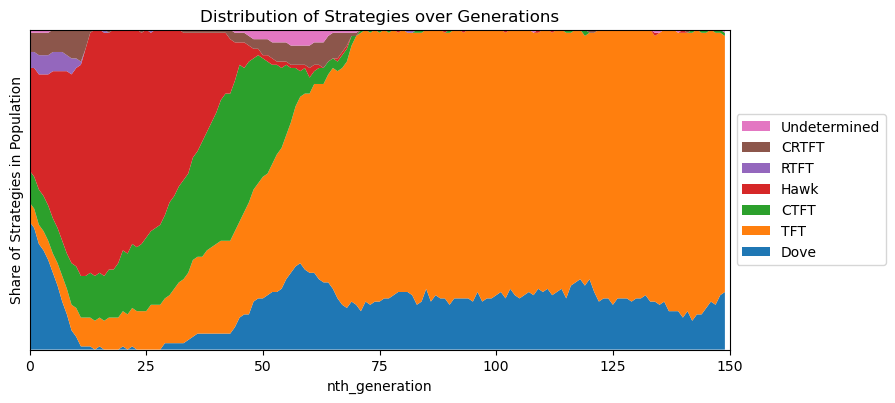 Distribution of Strategies over Generations
Share of Strategies in Population
Undetermined
CRTFT
RTFT
Hawk
CTFT
TFT
Dove
0 25 50 75 100 125 150
nth_generation